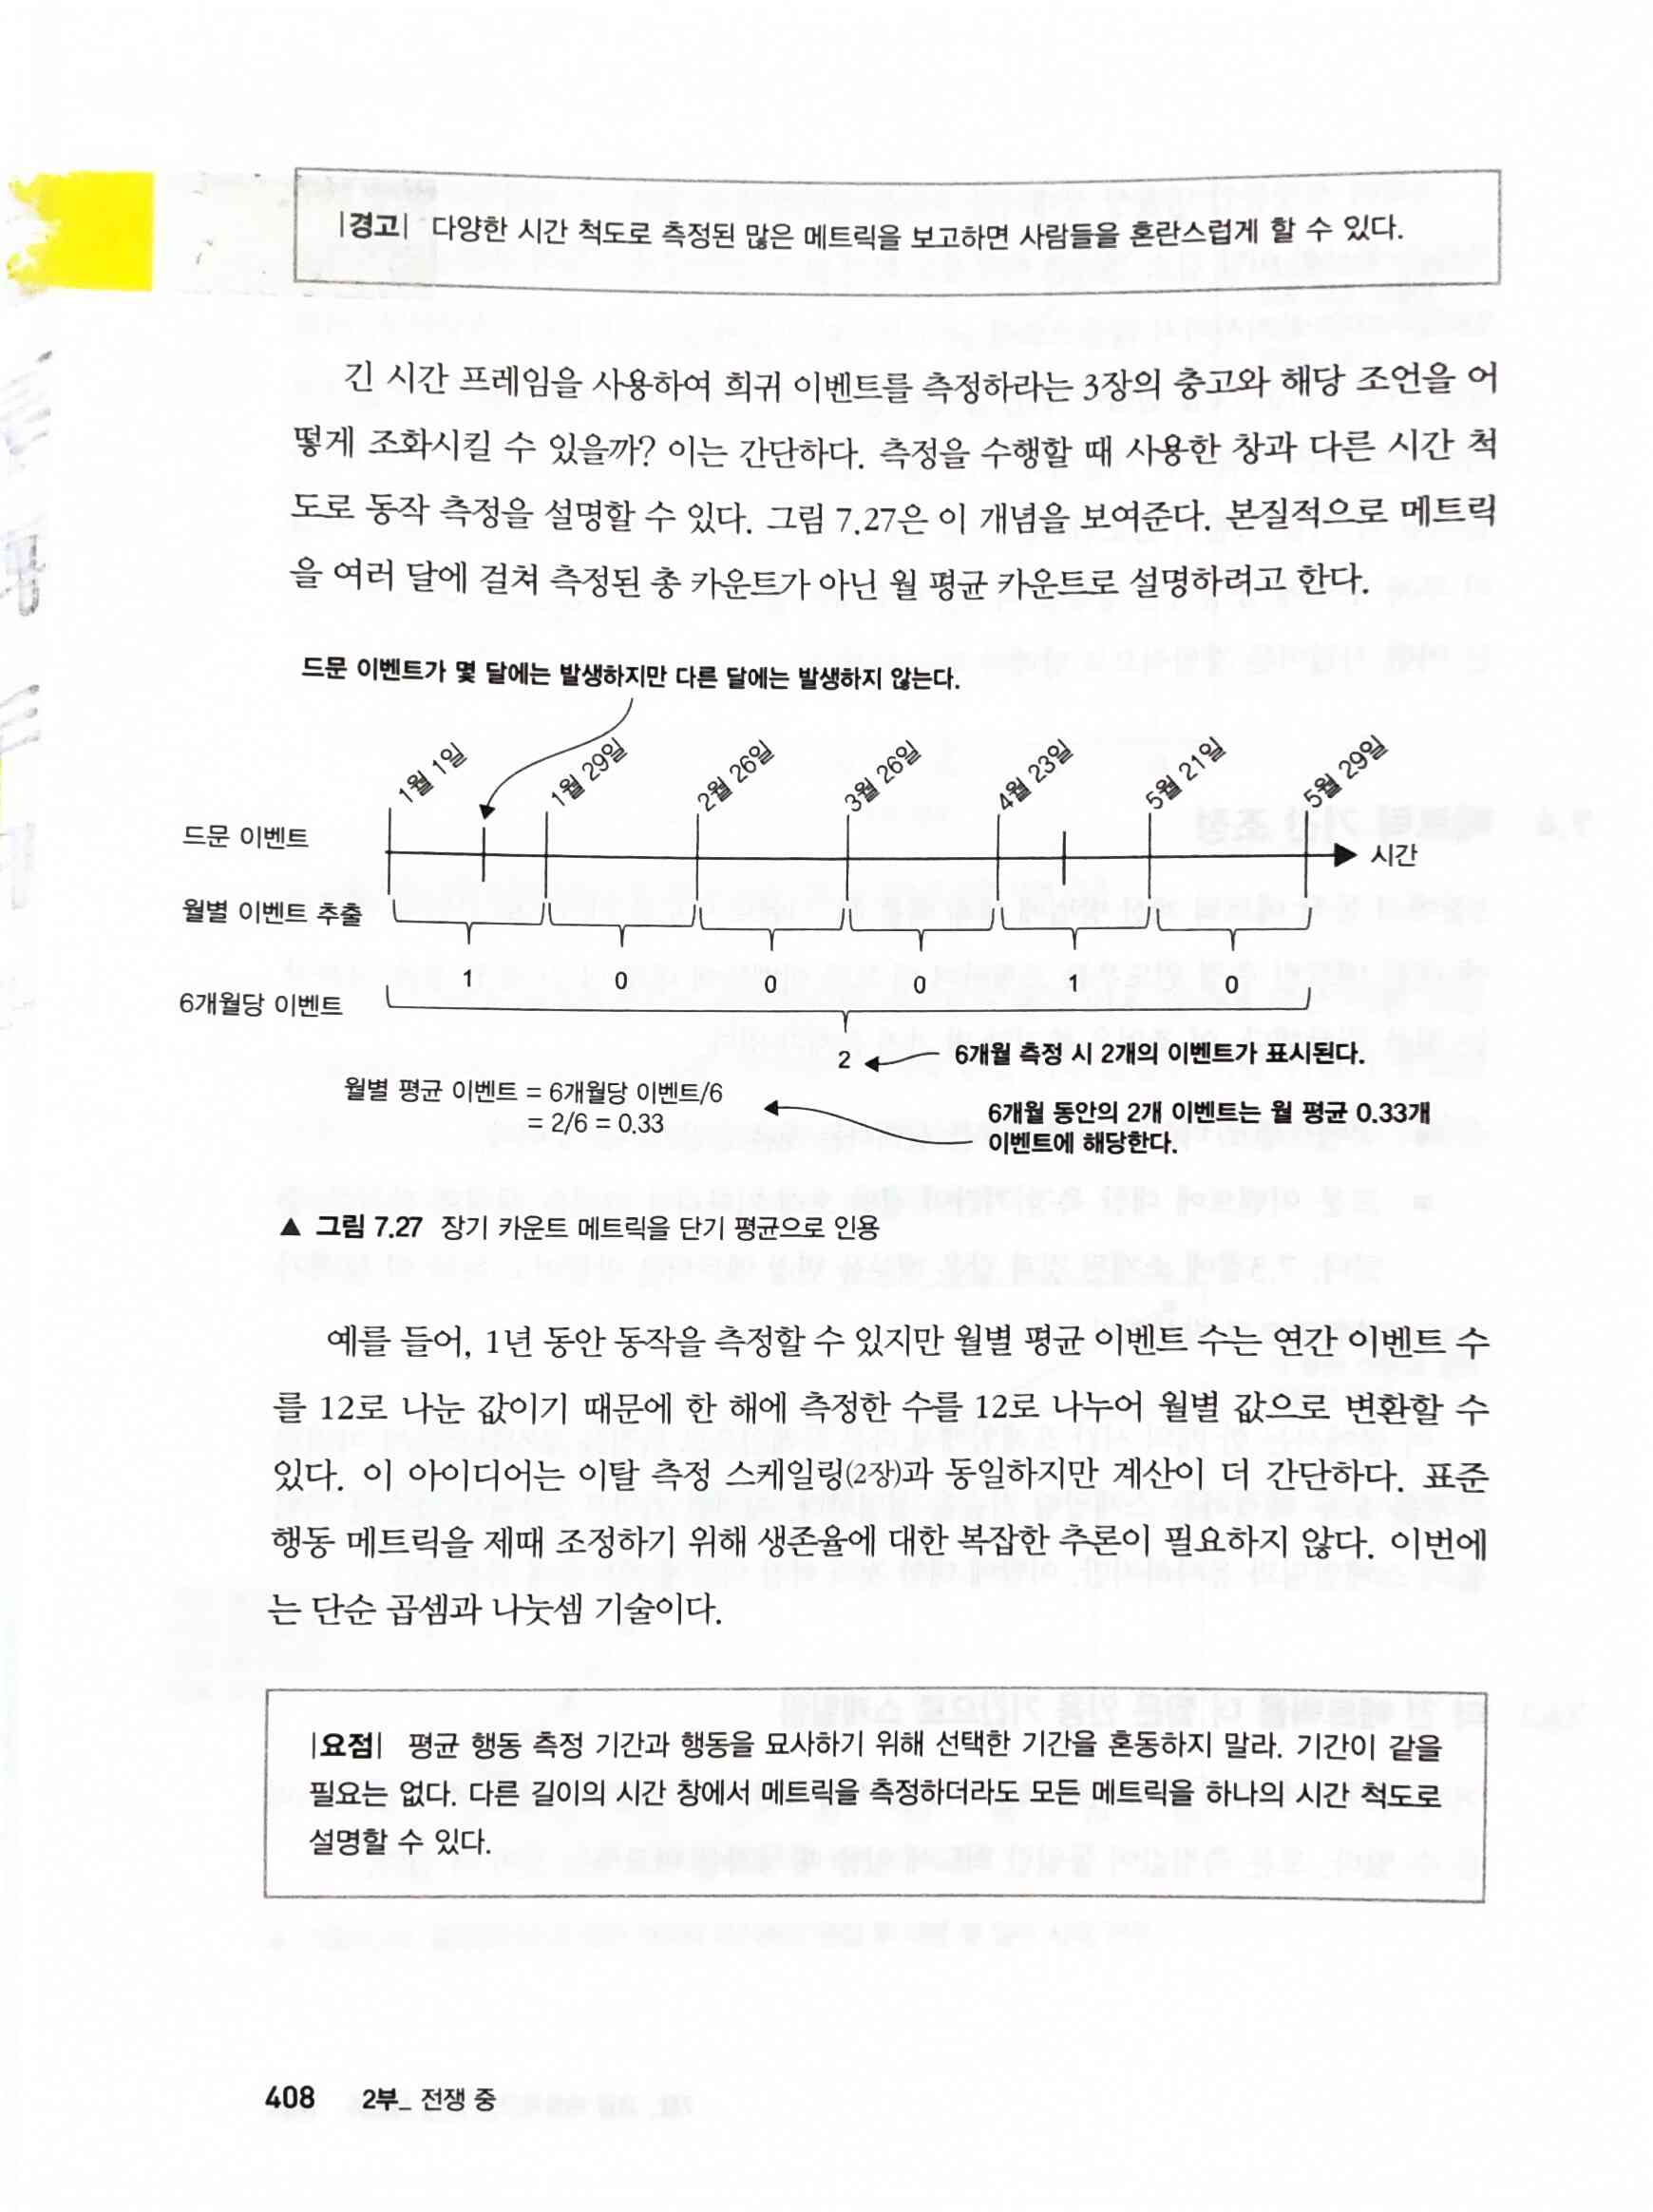 |경고| 다양한 시간 척도로 측정된 많은 메트릭을 보고하면 사람들을 혼란스럽게 할 수 있다.
긴 시간 프레임을 사용하여 희귀 이벤트를 측정하라는 3장의 충고와 해당 조언을 어
떻게 조화시킬 수 있을까? 이는 간단하다. 측정을 수행할 때 사용한 창과 다른 시간 척
도로 동작 측정을 설명할 수 있다. 그림 7.27은 이 개념을 보여준다. 본질적으로 메트릭
을 여러 달에 걸쳐 측정된 총 카운트가 아닌 월 평균 카운트로 설명하려고 한다.
드문 이벤트가 몇 달에는 발생하지만 다른 달에는 발생하지 않는다.
1월 1일 1월 29일 2월 26일 3월 26일 4월 23일 5월 21일 5월 29일
드문 이벤트
시간
월별 이벤트 추출
1 0 0 0 1 0
6개월당 이벤트
2 6개월 측정 시 2개의 이벤트가 표시된다.
월별 평균 이벤트 = 6개월당 이벤트/6
= 2/6 = 0.33
6개월 동안의 2개 이벤트는 월 평균 0.33개
이벤트에 해당한다.
▲ 그림 7.27 장기 카운트 메트릭을 단기 평균으로 인용
예를 들어, 1년 동안 동작을 측정할 수 있지만 월별 평균 이벤트 수는 연간 이벤트 수
를 12로 나눈 값이기 때문에 한 해에 측정한 수를 12로 나누어 월별 값으로 변환할 수
있다. 이 아이디어는 이탈 측정 스케일링(2장)과 동일하지만 계산이 더 간단하다. 표준
행동 메트릭을 제때 조정하기 위해 생존율에 대한 복잡한 추론이 필요하지 않다. 이번에
는 단순 곱셈과 나눗셈 기술이다.
|요점| 평균 행동 측정 기간과 행동을 묘사하기 위해 선택한 기간을 혼동하지 말라. 기간이 같을
필요는 없다. 다른 길이의 시간 창에서 메트릭을 측정하더라도 모든 메트릭을 하나의 시간 척도로
설명할 수 있다.
408 2부_ 전쟁 중